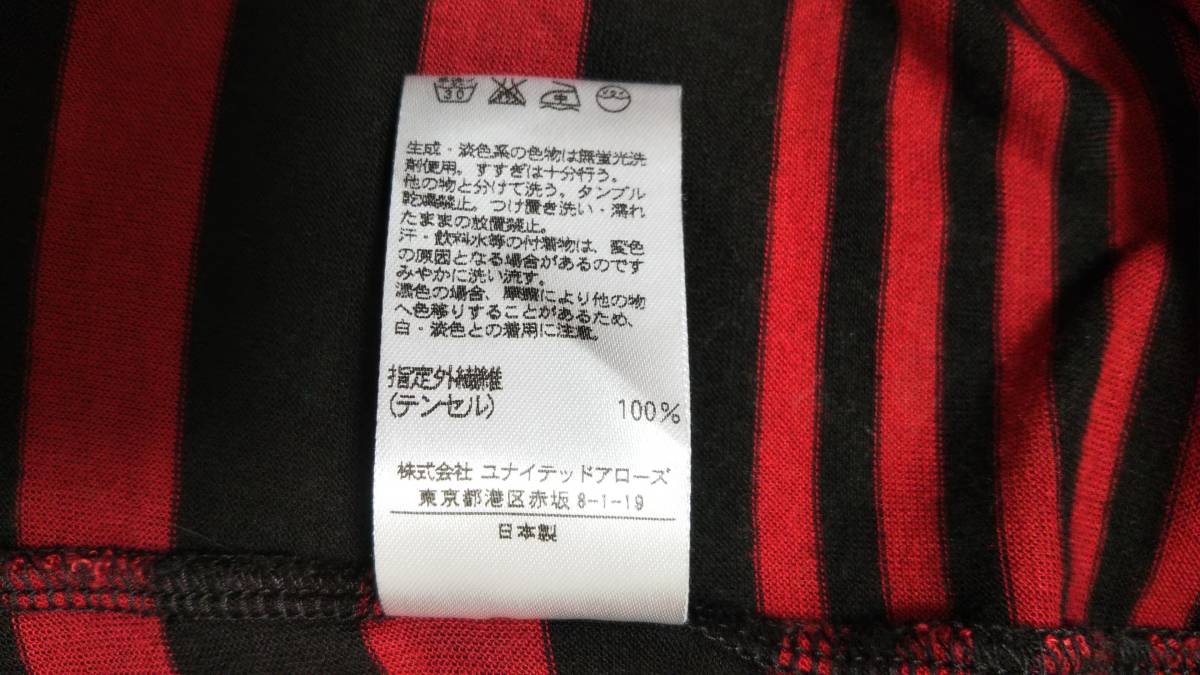 30
中
生成・淡色系の色物は無蛍光洗
剤使用。すすぎは十分行う。
他の物と分けて洗う。タンブル
乾燥禁止。つけ置き洗い・濡れ
たままの放置禁止。
汗・飲料水等の付着物は、変色
の原因となる場合があるのです
みやかに洗い流す。
濃色の場合、摩擦により他の物
へ色移りすることがあるため、
白・淡色との着用に注意。
指定外繊維
(テンセル) 100%
株式会社 ユナイテッドアローズ
東京都港区赤坂 8-1-19
日本製